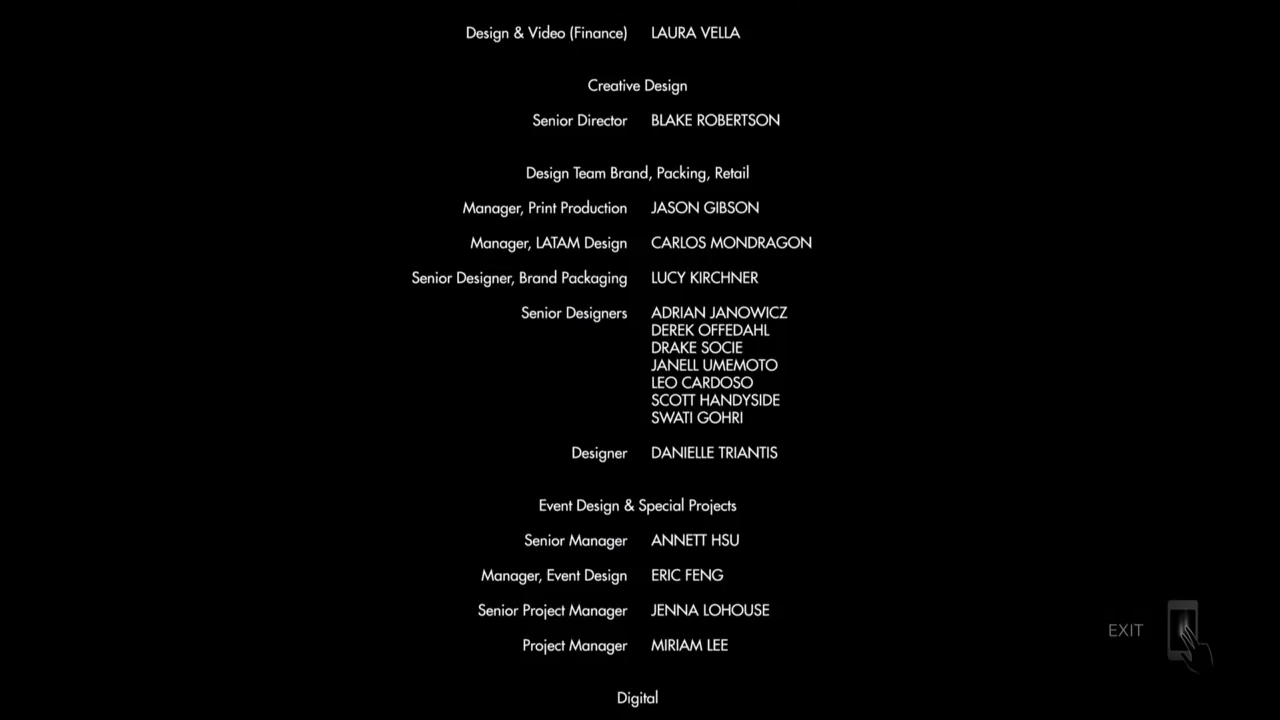 Design & Video (Finance) LAURA VELLA
Creative Design
Senior Director BLAKE ROBERTSON
Design Team Brand, Packing, Retail
Manager, Print Production JASON GIBSON
Manager, LATAM Design CARLOS MONDRAGON
Senior Designer, Brand Packaging LUCY KIRCHNER
Senior Designers ADRIAN JANOWICZ
DEREK OFFEDAHL
DRAKE SOCIE
JANELL UMEMOTO
LEO CARDOSO
SCOTT HANDYSIDE
SWATI GOHRI
Designer DANIELLE TRIANTIS
Event Design & Special Projects
Senior Manager ANNETT HSU
Manager, Event Design ERIC FENG
Senior Project Manager JENNA LOHOUSE
EXIT
Project Manager MIRIAM LEE
Digital